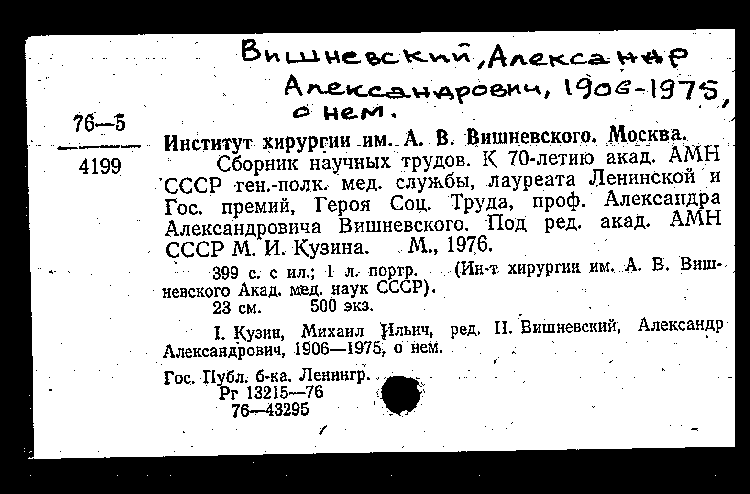 Вишневский, Александр
Александрович, 1906-1975,
о нем.
76—5
4199
Институт хирургии им. А. В. Вишневского. Москва.
Сборник научных трудов. К 70-летию акад. АМН
СССР ген.-полк. мед. службы, лауреата Ленинской и
Гос. премий, Героя Соц. Труда, проф. Александра
Александровича Вишневского. Под ред. акад. АМН
СССР М. И. Кузина. М., 1976.
399 с. с ил.; 1 л. портр. (Ин-т хирургии им. А. В. Виш-
невского Акад. мед. наук СССР).
23 см. 500 экз.
I. Кузин, Михаил Ильич, ред. II. Вишневский, Александр
Александрович, 1906—1975, о нем.
Гос. Публ. б-ка. Ленингр.
Рг 13215—76
76—43295